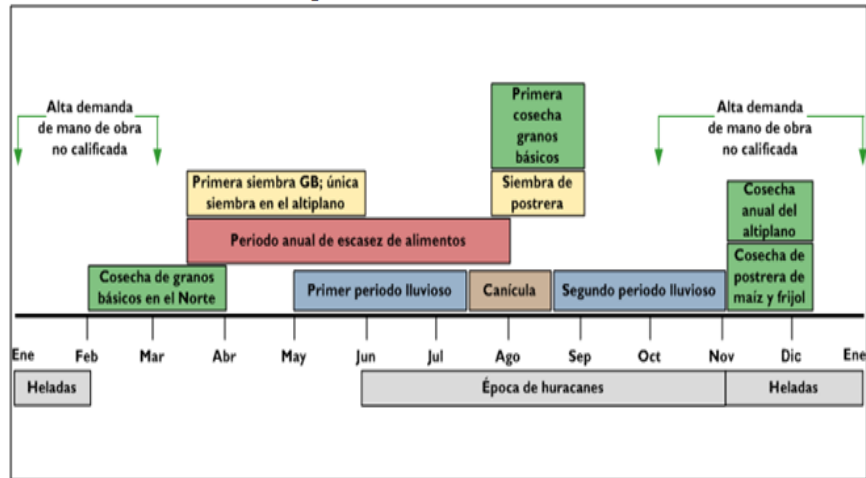 Alta demanda
de mano de obra
no calificada
Primera
cosecha
granos
básicos
Alta demanda
de mano de obra
no calificada
Primera siembra GB; única
siembra en el altiplano
Siembra de
postrera
Cosecha
anual del
altiplano
Periodo anual de escasez de alimentos
Cosecha de granos
básicos en el Norte
Primer periodo lluvioso
Canícula
Segundo periodo lluvioso
Cosecha de
postrera de
maíz y frijol
Ene Feb Mar Abr May Jun Jul Ago Sep Oct Nov Dic Ene
Heladas
Época de huracanes
Heladas